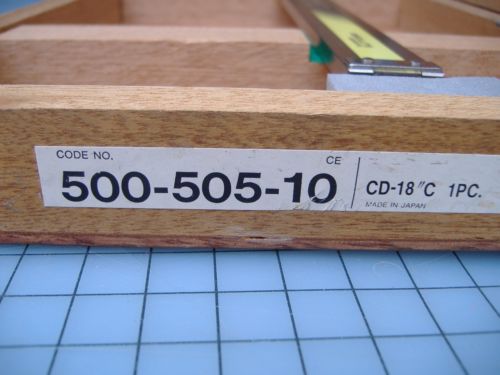 CODE NO.
CE
500-505-10
CD-18"C 1PC.
MADE IN JAPAN